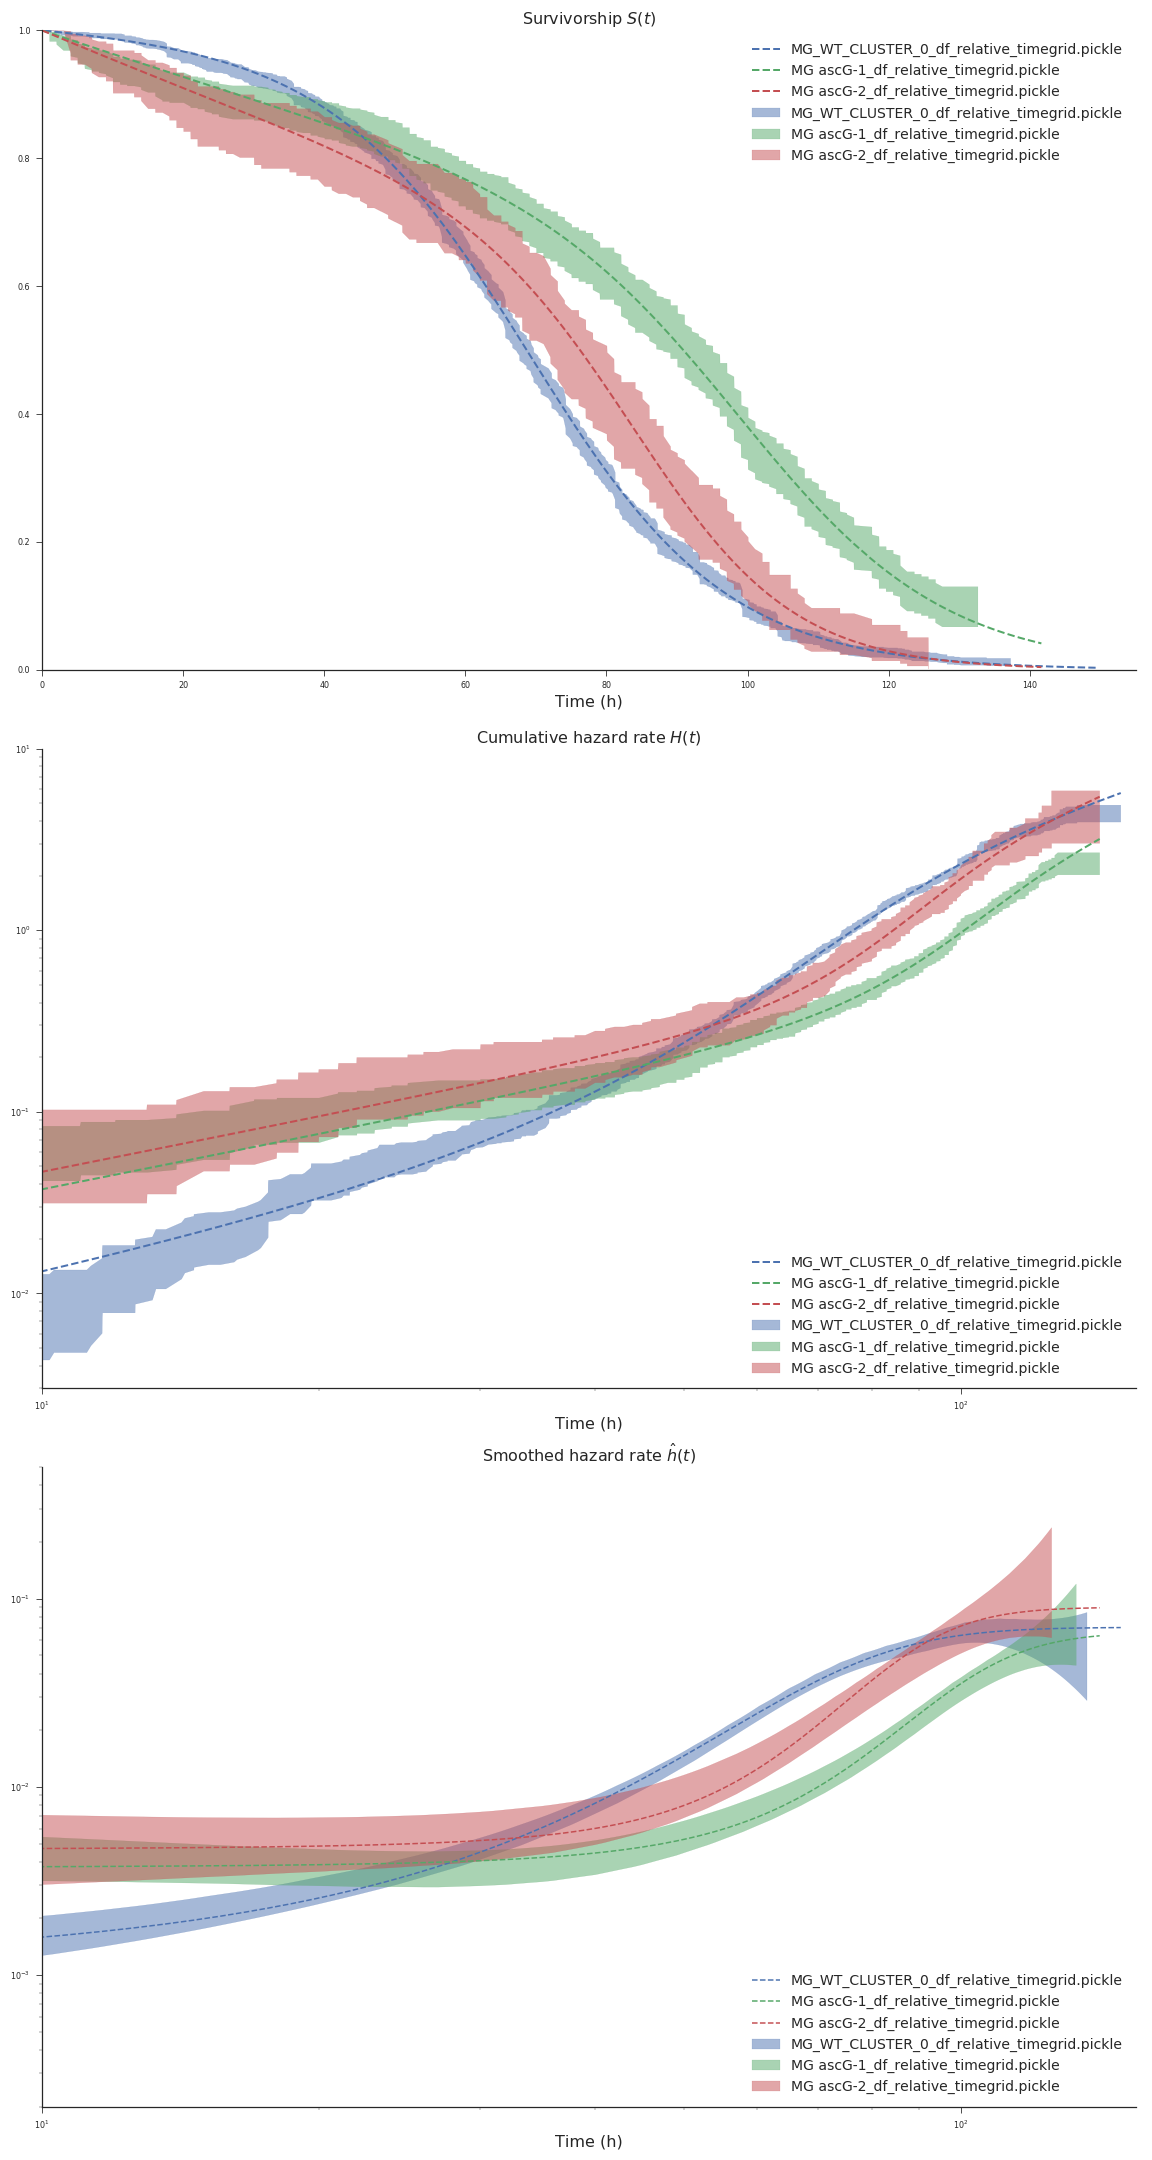 Survivorship S(t)
1.0
0.8
0.6
0.4
0.2
0.0
MG_WT_CLUSTER_0_df_relative_timegrid.pickle
MG ascG-1_df_relative_timegrid.pickle
MG ascG-2_df_relative_timegrid.pickle
MG_WT_CLUSTER_0_df_relative_timegrid.pickle
MG ascG-1_df_relative_timegrid.pickle
MG ascG-2_df_relative_timegrid.pickle
0 20 40 60 80 100 120 140
Time (h)
Cumulative hazard rate H(t)
10¹
10⁰
10⁻¹
10⁻²
MG_WT_CLUSTER_0_df_relative_timegrid.pickle
MG ascG-1_df_relative_timegrid.pickle
MG ascG-2_df_relative_timegrid.pickle
MG_WT_CLUSTER_0_df_relative_timegrid.pickle
MG ascG-1_df_relative_timegrid.pickle
MG ascG-2_df_relative_timegrid.pickle
10¹ 10²
Time (h)
Smoothed hazard rate ĥ(t)
10⁻¹
10⁻²
10⁻³
MG_WT_CLUSTER_0_df_relative_timegrid.pickle
MG ascG-1_df_relative_timegrid.pickle
MG ascG-2_df_relative_timegrid.pickle
MG_WT_CLUSTER_0_df_relative_timegrid.pickle
MG ascG-1_df_relative_timegrid.pickle
MG ascG-2_df_relative_timegrid.pickle
10¹ 10²
Time (h)